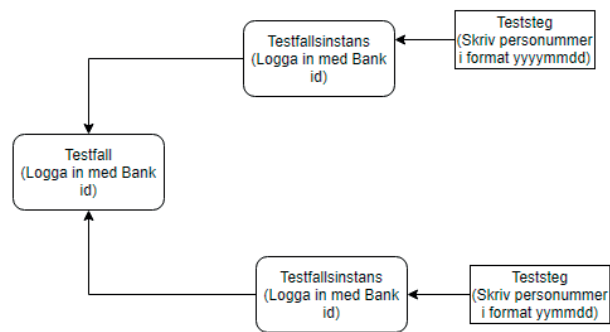 Testfallsinstans
(Logga in med Bank
id)
Teststeg
(Skriv personummer
i format yyyymmdd)
Testfall
(Logga in med Bank
id)
Testfallsinstans
(Logga in med Bank
id)
Teststeg
(Skriv personummer
i format yymmdd)